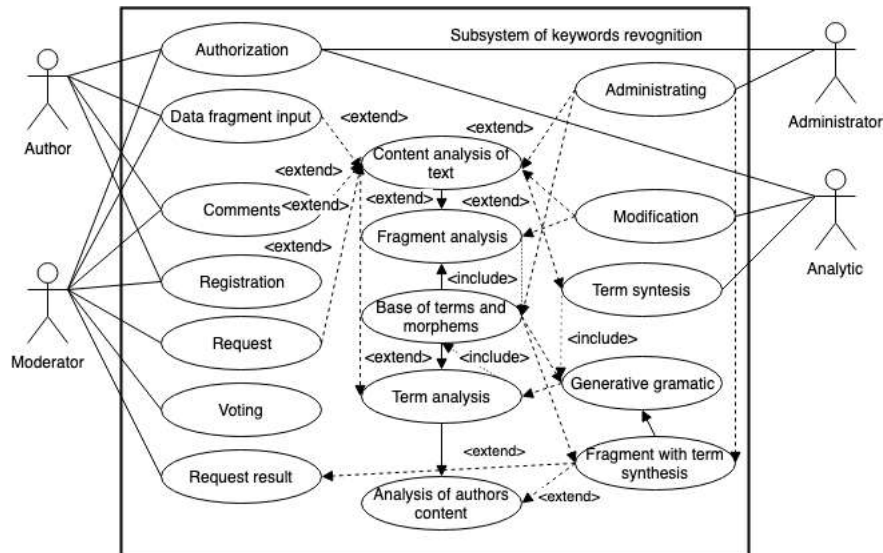 Authorization
Subsystem of keywords revognition
Administrating
Author
Administrator
Data fragment input
<extend>
<extend>
Content analysis of
text
<extend>
Comments
<extend>
<extend>
<extend>
Modification
Fragment analysis
<extend>
Analytic
Registration
<include>
Term syntesis
Moderator
Base of terms and
morphems
Request
<extend>
<include>
<include>
Term analysis
Generative gramatic
Voting
Request result
<extend>
Fragment with term
synthesis
Analysis of authors
content
<extend>